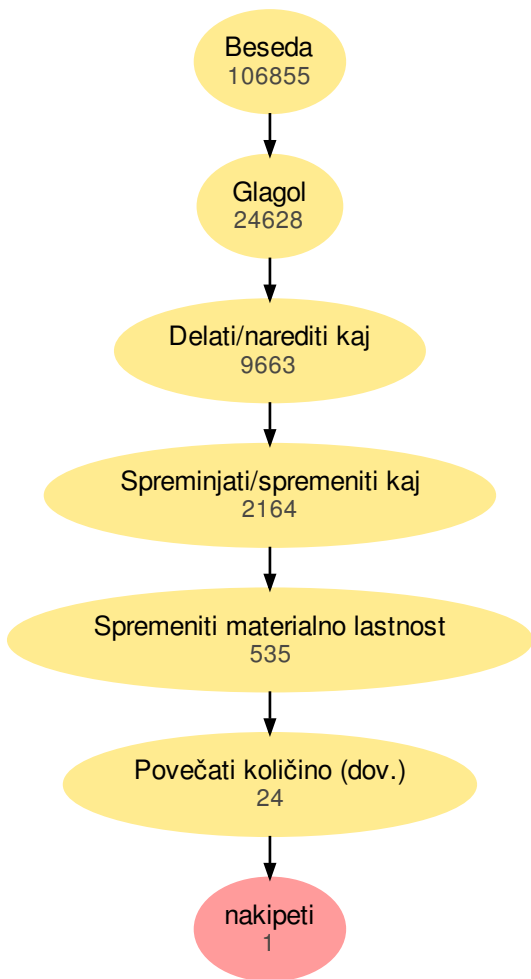 Beseda
106855
Glagol
24628
Delati/narediti kaj
9663
Spreminjati/spremeniti kaj
2164
Spremeniti materialno lastnost
535
Povečati količino (dov.)
24
nakipeti
1